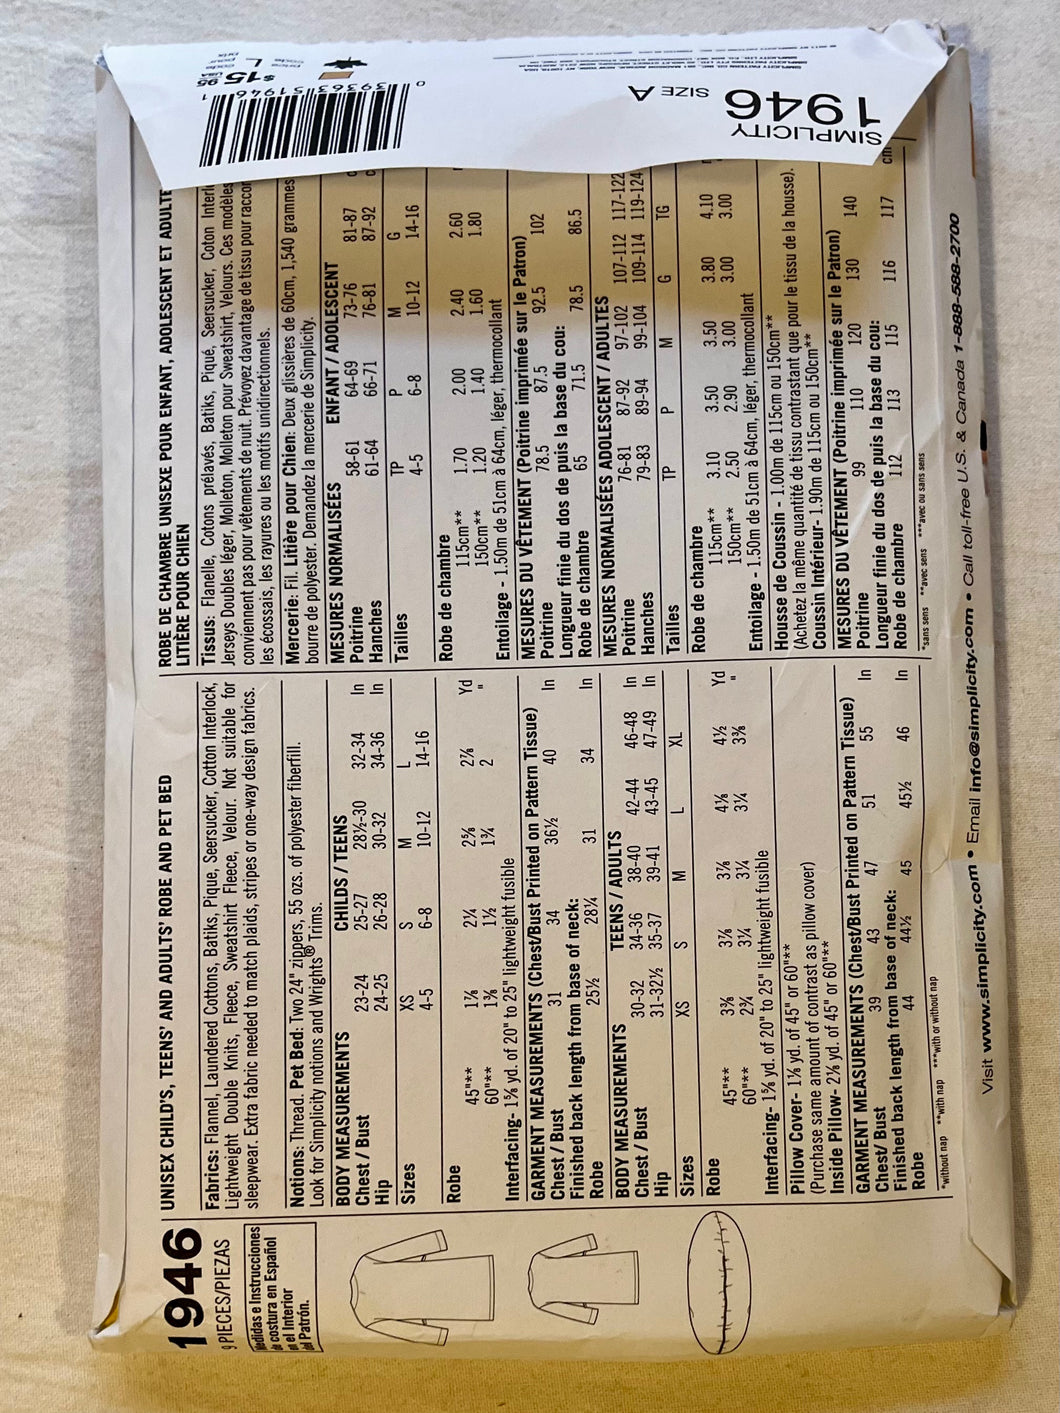 1946
9 PIECES/PIEZAS
Medidas e Instrucciones
de costura en Español
en el Interior
del Patrón.
UNISEX CHILD'S, TEENS' AND ADULTS' ROBE AND PET BED
Fabrics: Flannel, Laundered Cottons, Batiks, Pique, Seersucker, Cotton Interlock,
Lightweight Double Knits, Fleece, Sweatshirt Fleece, Velour. Not suitable for
sleepwear. Extra fabric needed to match plaids, stripes or one-way design fabrics.
Notions: Thread. Pet Bed: Two 24" zippers, 55 ozs. of polyester fiberfill.
Look for Simplicity notions and Wrights® Trims.
BODY MEASUREMENTS CHILDS / TEENS
Chest / Bust 23-24 25-27 28½-30 32-34 In
Hip 24-25 26-28 30-32 34-36 In
Sizes XS S M L
4-5 6-8 10-12 14-16
Robe
45"** 1⅞ 2¼ 2⅝ 2⅞ Yd
60"** 1⅜ 1½ 1¾ 2 "
Interfacing- 1⅝ yd. of 20" to 25" lightweight fusible
GARMENT MEASUREMENTS (Chest/Bust Printed on Pattern Tissue)
Chest / Bust 31 34 36½ 40 In
Finished back length from base of neck:
Robe 25½ 28¼ 31 34 In
BODY MEASUREMENTS TEENS / ADULTS
Chest / Bust 30-32 34-36 38-40 42-44 46-48 In
Hip 31-32½ 35-37 39-41 43-45 47-49 In
Sizes XS S M L XL
Robe
45"** 3⅜ 3⅞ 3⅞ 4⅛ 4½ Yd
60"** 2¾ 3¼ 3¼ 3¼ 3⅜ "
Interfacing- 1⅝ yd. of 20" to 25" lightweight fusible
Pillow Cover- 1⅛ yd. of 45" or 60"**
(Purchase same amount of contrast as pillow cover)
Inside Pillow- 2⅛ yd. of 45" or 60"**
GARMENT MEASUREMENTS (Chest/Bust Printed on Pattern Tissue)
Chest/ Bust 39 43 47 51 55 In
Finished back length from base of neck:
Robe 44 44½ 45 45½ 46 In
*without nap **with nap ***with or without nap
ROBE DE CHAMBRE UNISEXE POUR ENFANT, ADOLESCENT ET ADULTE
LITIÈRE POUR CHIEN
Tissus: Flanelle, Cotons prélavés, Batiks, Piqué, Seersucker, Coton Interl
Jerseys Doubles léger, Molleton, Molleton pour Sweatshirt, Velours. Ces modèles
conviennent pas pour vêtements de nuit. Prévoyez davantage de tissu pour raccor
les écossais, les rayures ou les motifs unidirectionnels.
Mercerie: Fil. Litière pour Chien: Deux glissières de 60cm, 1,540 grammes
bourre de polyester. Demandez la mercerie de Simplicity.
MESURES NORMALISÉES ENFANT / ADOLESCENT
Poitrine 58-61 64-69 73-76 81-87 c
Hanches 61-64 66-71 76-81 87-92 c
Tailles TP P M G
4-5 6-8 10-12 14-16
Robe de chambre
115cm** 1.70 2.00 2.40 2.60
150cm** 1.20 1.40 1.60 1.80
Entoilage - 1.50m de 51cm à 64cm, léger, thermocollant
MESURES DU VÊTEMENT (Poitrine imprimée sur le Patron)
Poitrine 78.5 87.5 92.5 102
Longueur finie du dos de puis la base du cou:
Robe de chambre 65 71.5 78.5 86.5
MESURES NORMALISÉES ADOLESCENT / ADULTES
Poitrine 76-81 87-92 97-102 107-112 117-122
Hanches 79-83 89-94 99-104 109-114 119-124
Tailles TP P M G TG
Robe de chambre
115cm** 3.10 3.50 3.50 3.80 4.10
150cm** 2.50 2.90 3.00 3.00 3.00
Entoilage - 1.50m de 51cm à 64cm, léger, thermocollant
Housse de Coussin - 1.00m de 115cm ou 150cm**
(Achetez la même quantité de tissu contrastant que pour le tissu de la housse).
Coussin Intérieur- 1.90m de 115cm ou 150cm**
MESURES DU VÊTEMENT (Poitrine imprimée sur le Patron)
Poitrine 99 110 120 130 140 cm
Longueur finie du dos de puis la base du cou:
Robe de chambre 112 113 115 116 117
*sans sens **avec sens ***avec ou sans sens
Visit www.simplicity.com • Email info@simplicity.com • Call toll-free U.S. & Canada 1-888-588-2700
SIMPLICITY
1946 SIZE A
0 39363 51946 1
$15.95
USA
L